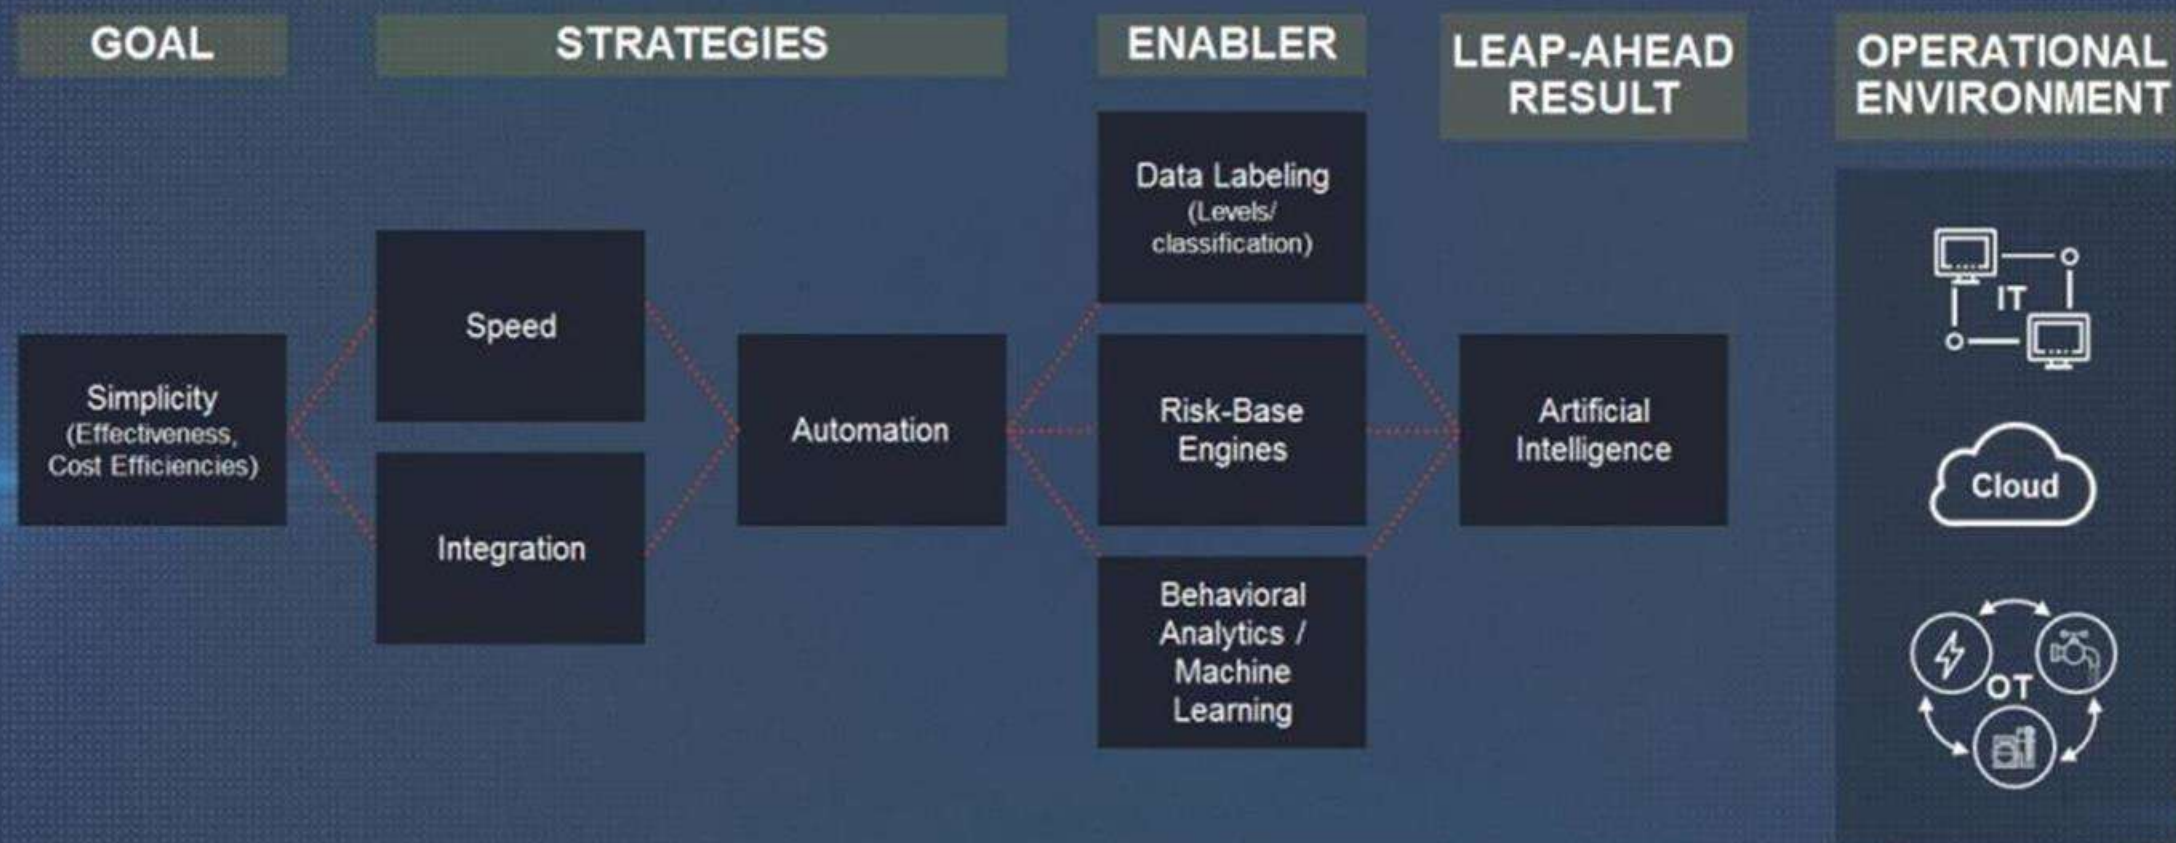 GOAL
STRATEGIES
ENABLER
LEAP-AHEAD
RESULT
OPERATIONAL
ENVIRONMENT
Simplicity
(Effectiveness,
Cost Efficiencies)
Speed
Integration
Automation
Data Labeling
(Levels/
classification)
Risk-Base
Engines
Behavioral
Analytics /
Machine
Learning
Artificial
Intelligence
IT
Cloud
OT